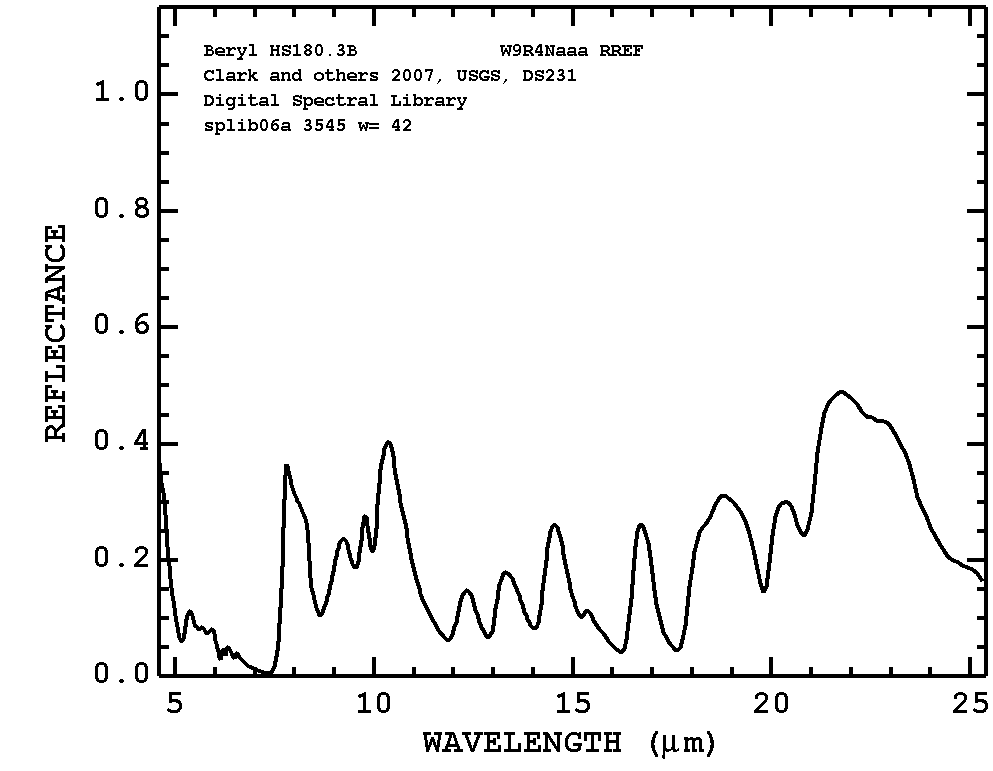 Beryl HS180.3B W9R4Naaa RREF
Clark and others 2007, USGS, DS231
Digital Spectral Library
splib06a 3545 w= 42
REFLECTANCE
1.0
0.8
0.6
0.4
0.2
0.0
5 10 15 20 25
WAVELENGTH (μm)